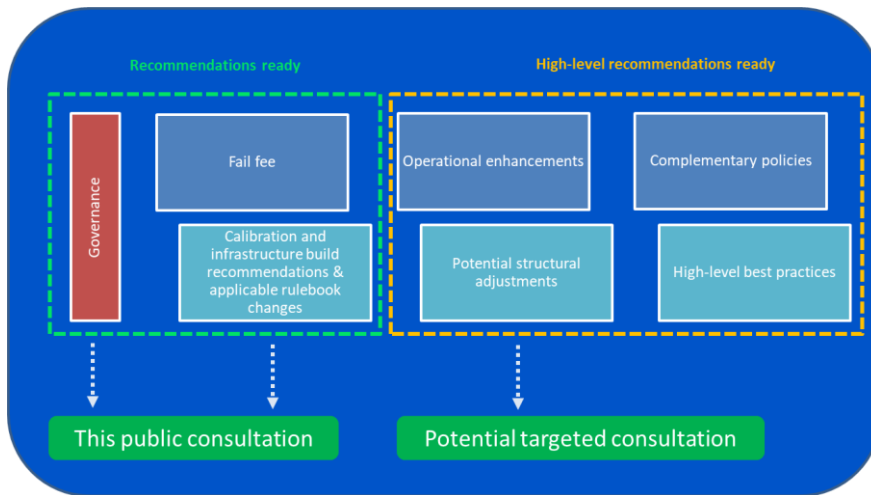 Recommendations ready
High-level recommendations ready
Governance
Fail fee
Calibration and
infrastructure build
recommendations &
applicable rulebook
changes
Operational enhancements
Complementary policies
Potential structural
adjustments
High-level best practices
This public consultation
Potential targeted consultation